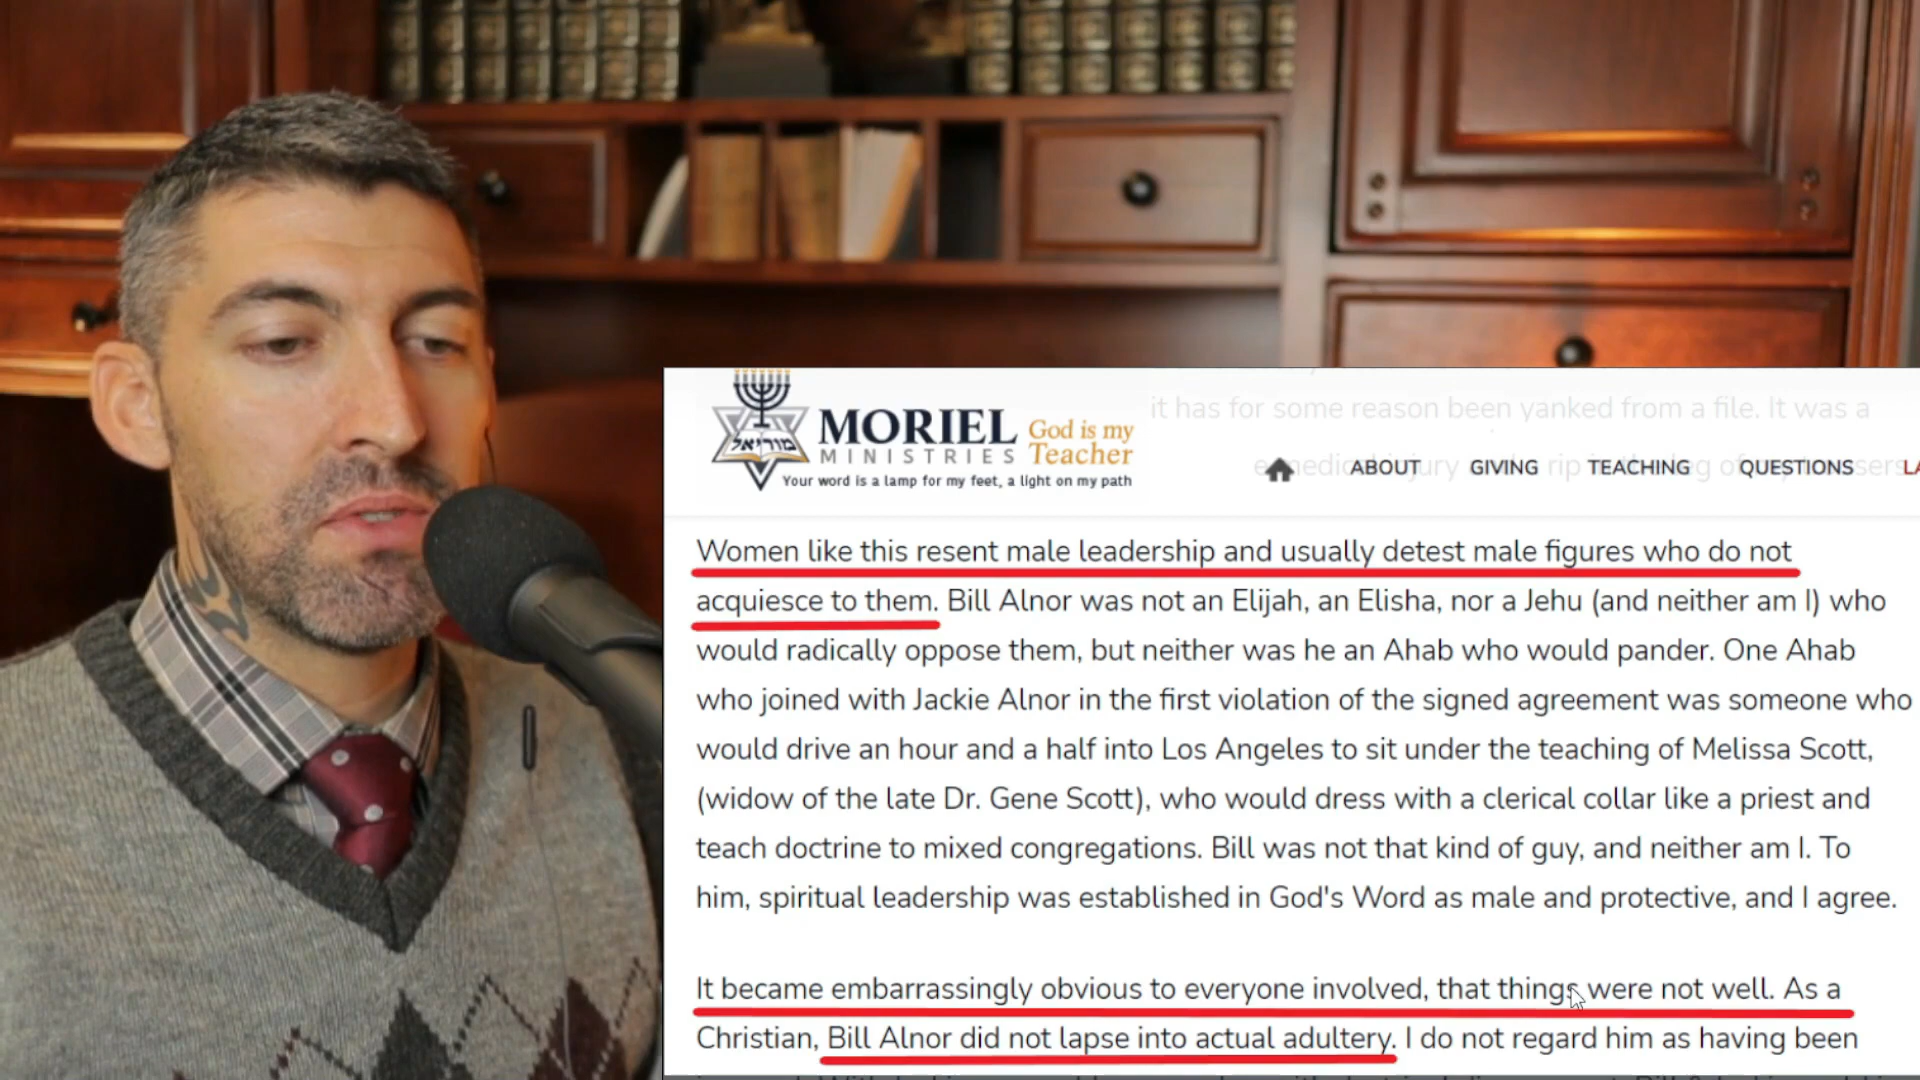 it has for some reason been yanked from a file. It was a
MORIEL
MINISTRIES
God is my
Teacher
Your word is a lamp for my feet, a light on my path
מוריאל
ABOUT GIVING TEACHING QUESTIONS LA
Women like this resent male leadership and usually detest male figures who do not
acquiesce to them. Bill Alnor was not an Elijah, an Elisha, nor a Jehu (and neither am I) who
would radically oppose them, but neither was he an Ahab who would pander. One Ahab
who joined with Jackie Alnor in the first violation of the signed agreement was someone who
would drive an hour and a half into Los Angeles to sit under the teaching of Melissa Scott,
(widow of the late Dr. Gene Scott), who would dress with a clerical collar like a priest and
teach doctrine to mixed congregations. Bill was not that kind of guy, and neither am I. To
him, spiritual leadership was established in God's Word as male and protective, and I agree.
It became embarrassingly obvious to everyone involved, that things were not well. As a
Christian, Bill Alnor did not lapse into actual adultery. I do not regard him as having been